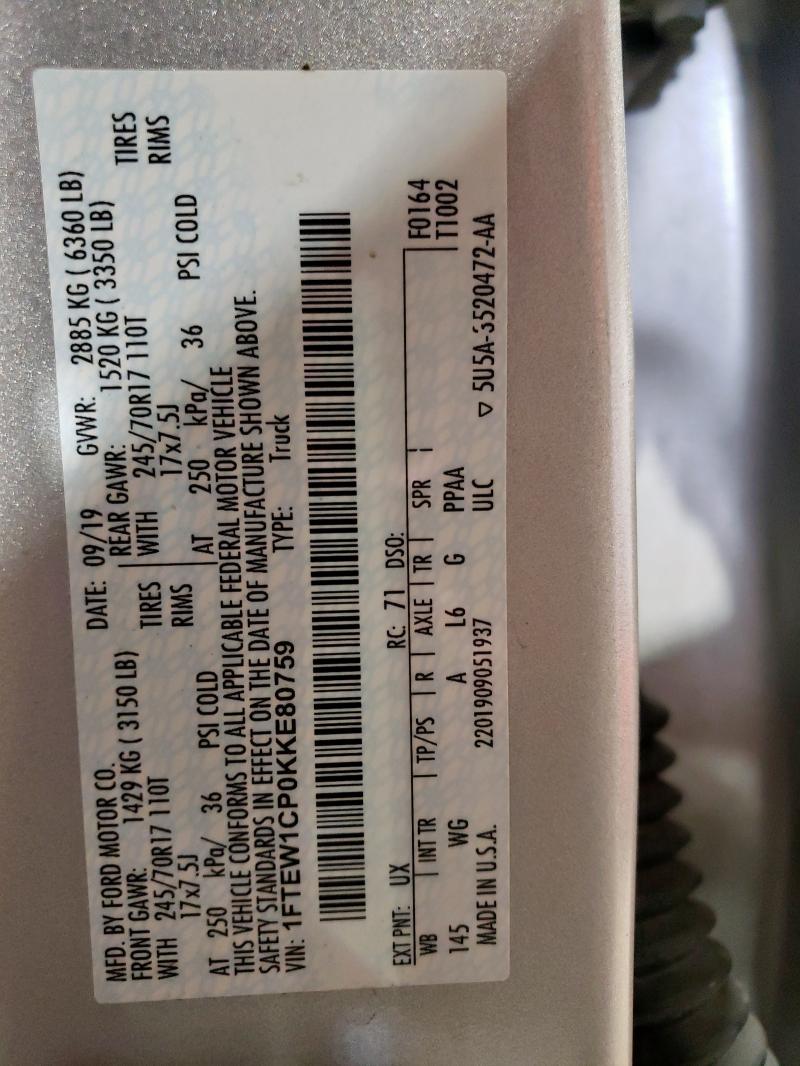 MFD. BY FORD MOTOR CO. DATE: 09/19 GVWR: 2885 KG ( 6360 LB)
FRONT GAWR: 1429 KG ( 3150 LB) REAR GAWR: 1520 KG ( 3350 LB)
WITH 245/70R17 110T TIRES WITH 245/70R17 110T TIRES
17x7.5J RIMS 17x7.5J RIMS
AT 250 kPa/ 36 PSI COLD AT 250 kPa/ 36 PSI COLD
THIS VEHICLE CONFORMS TO ALL APPLICABLE FEDERAL MOTOR VEHICLE
SAFETY STANDARDS IN EFFECT ON THE DATE OF MANUFACTURE SHOWN ABOVE.
VIN: 1FTEW1CP0KKE80759 TYPE: Truck
EXT PNT: UX RC: 71 DSO: F0164
WB INT TR TP/PS R AXLE TR SPR T1002
145 WG A L6 G PPAA
MADE IN U.S.A. 2201909051937 ULC ▽ 5U5A-3520472-AA